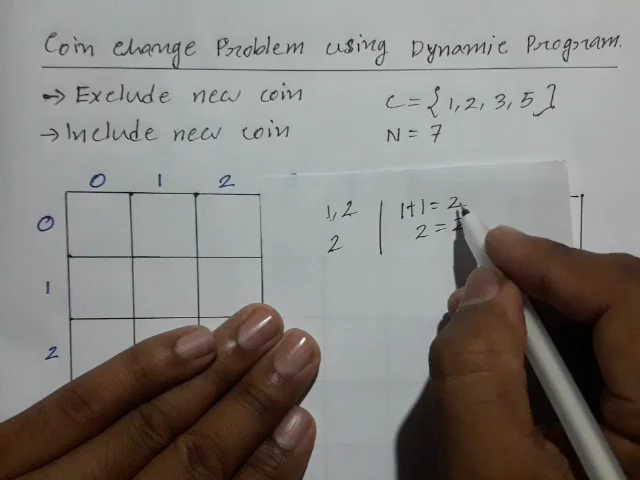 Coin change Problem using Dynamic Program.
→ Exclude new coin
→ Include new coin
C = {1, 2, 3, 5}
N = 7
0 1 2
0
1
2
1, 2
2
1+1 = 2
2 = 2